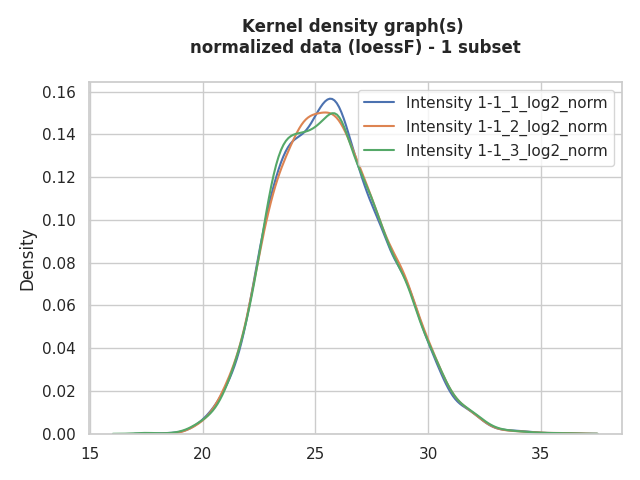 Kernel density graph(s)
normalized data (loessF) - 1 subset
Intensity 1-1_1_log2_norm
Intensity 1-1_2_log2_norm
Intensity 1-1_3_log2_norm
Density
0.16
0.14
0.12
0.10
0.08
0.06
0.04
0.02
0.00
15
20
25
30
35